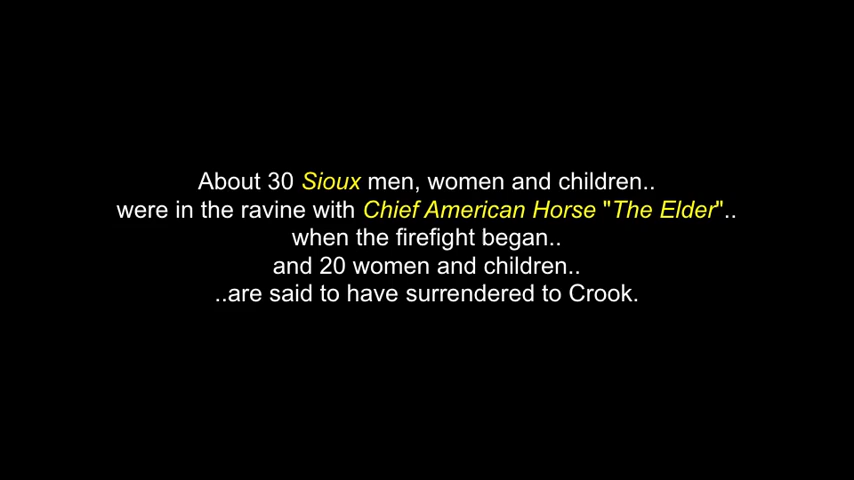 About 30 Sioux men, women and children..
were in the ravine with Chief American Horse "The Elder"..
when the firefight began..
and 20 women and children..
..are said to have surrendered to Crook.